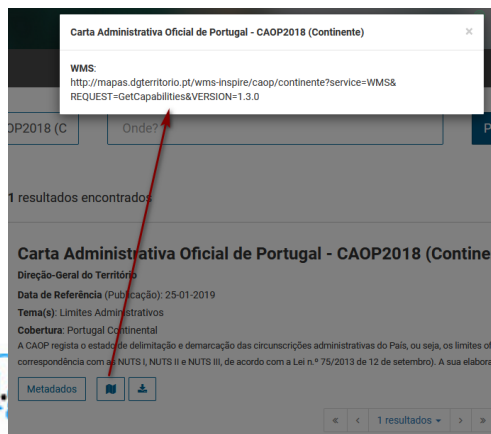 Carta Administrativa Oficial de Portugal - CAOP2018 (Continente) ×
WMS:
http://mapas.dgterritorio.pt/wms-inspire/caop/continente?service=WMS&
REQUEST=GetCapabilities&VERSION=1.3.0
OP2018 (C
Onde?
P
1 resultados encontrados
Carta Administrativa Oficial de Portugal - CAOP2018 (Contine
Direção-Geral do Território
Data de Referência (Publicação): 25-01-2019
Tema(s): Limites Administrativos
Cobertura: Portugal Continental
A CAOP regista o estado de delimitação e demarcação das circunscrições administrativas do País, ou seja, os limites of
correspondência com as NUTS I, NUTS II e NUTS III, de acordo com a Lei n.º 75/2013 de 12 de setembro). A sua elabora
Metadados
« ‹ 1 resultados › »